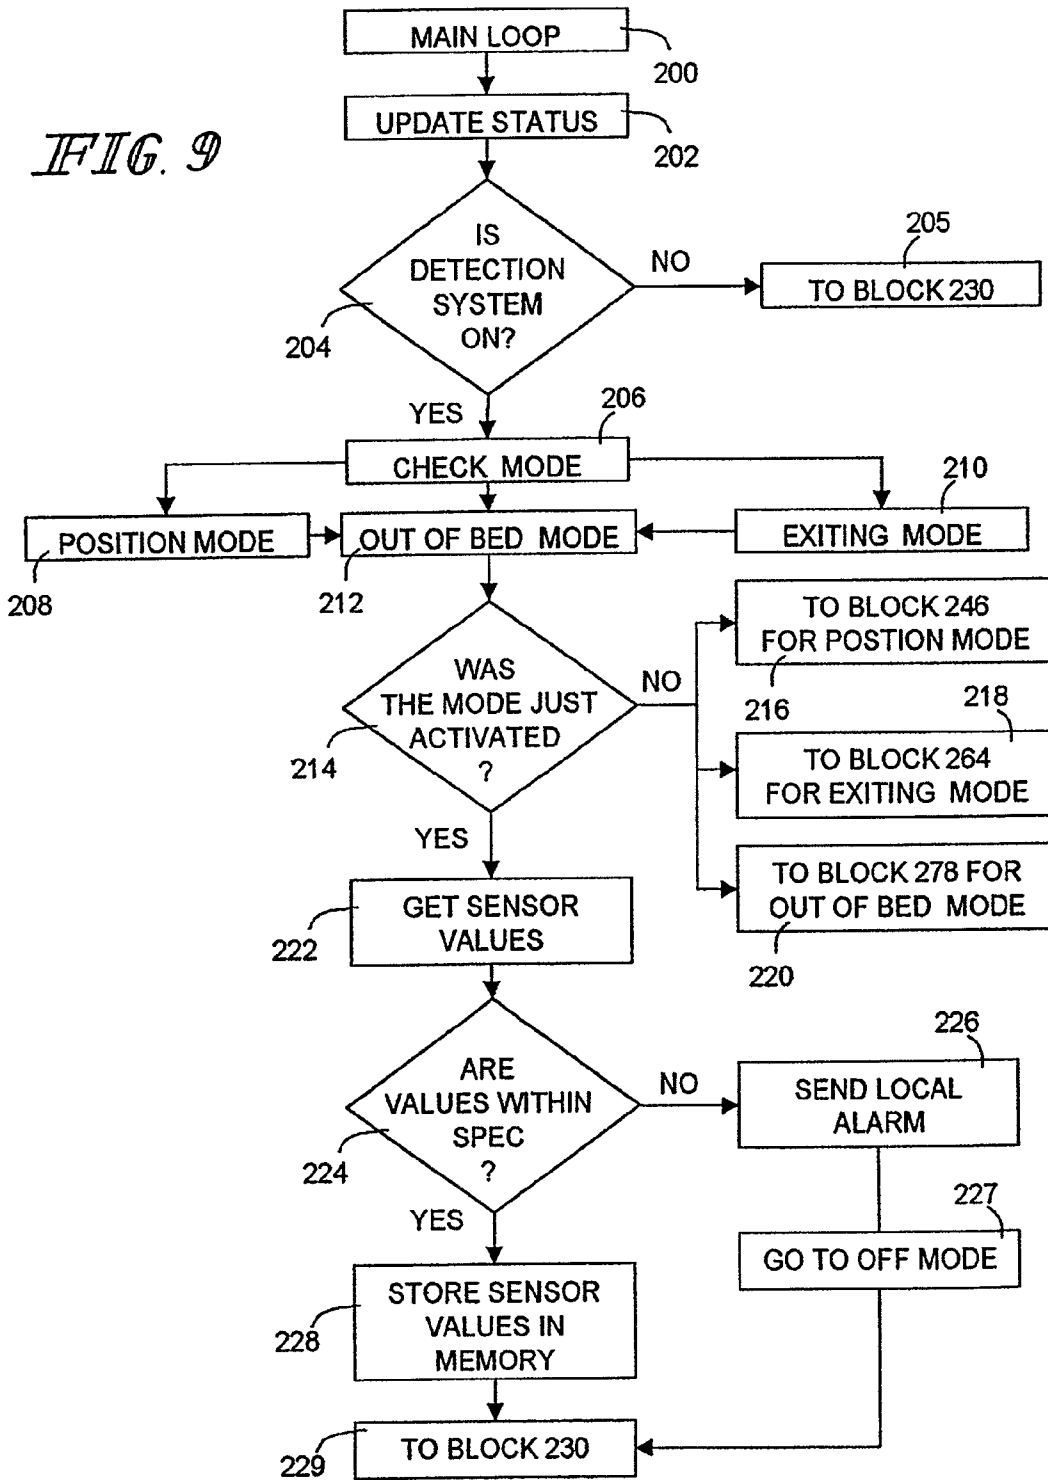 MAIN LOOP
200
UPDATE STATUS
202
FIG. 9
IS
DETECTION
SYSTEM
ON?
204
NO
205
TO BLOCK 230
YES
206
CHECK MODE
210
POSITION MODE
OUT OF BED MODE
EXITING MODE
208
212
WAS
THE MODE JUST
ACTIVATED
?
214
NO
TO BLOCK 246
FOR POSTION MODE
216
218
TO BLOCK 264
FOR EXITING MODE
TO BLOCK 278 FOR
OUT OF BED MODE
220
YES
GET SENSOR
VALUES
222
ARE
VALUES WITHIN
SPEC
?
224
NO
226
SEND LOCAL
ALARM
227
GO TO OFF MODE
YES
STORE SENSOR
VALUES IN
MEMORY
228
TO BLOCK 230
229